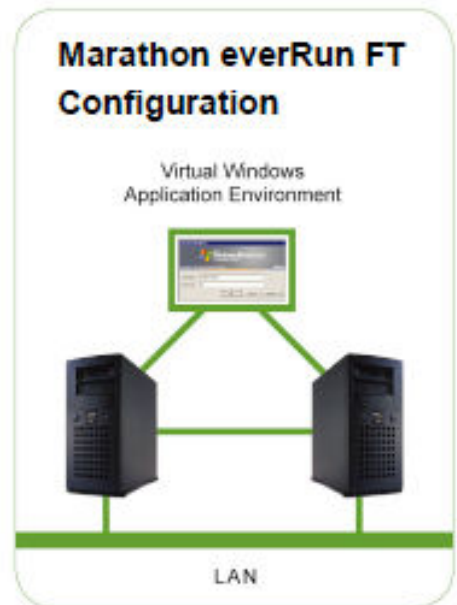 Marathon everRun FT
Configuration
Virtual Windows
Application Environment
LAN